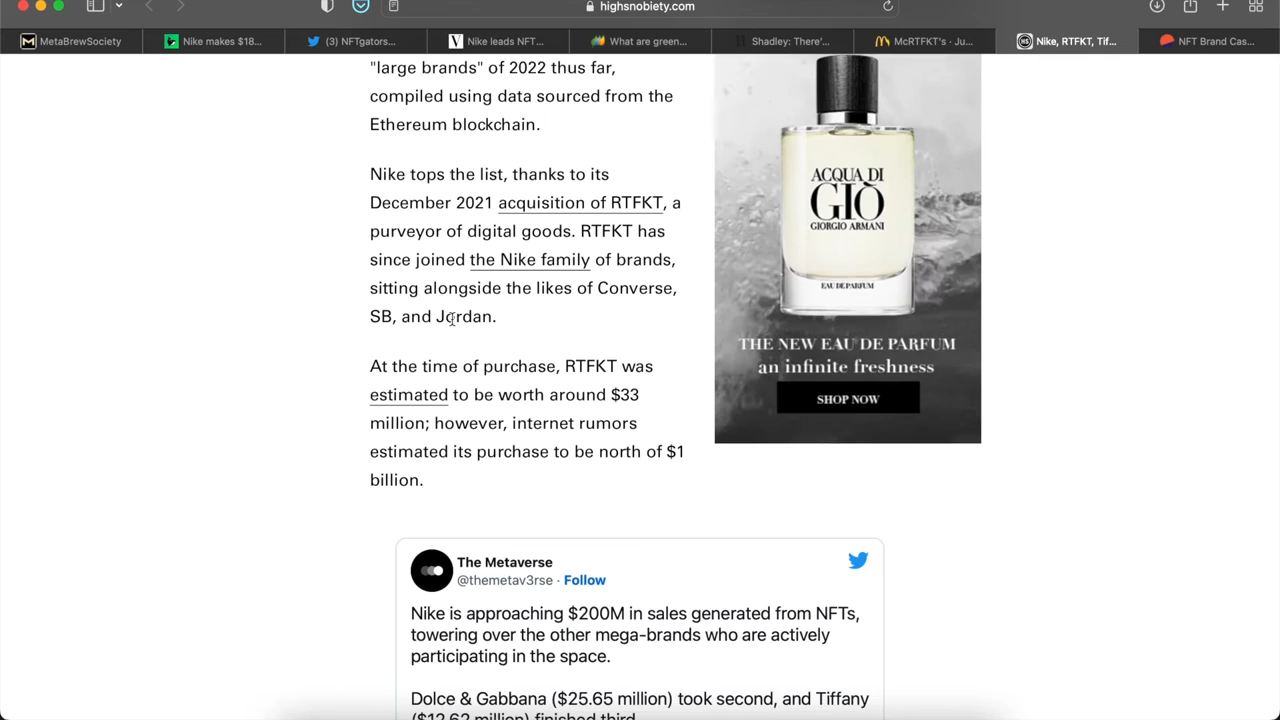 highsnobiety.com
MetaBrewSociety
Nike makes $18...
(3) NFTgators...
Nike leads NFT...
What are green...
Shadley: There'...
McRTFKT's - Ju...
Nike, RTFKT, Tif...
NFT Brand Cas...
"large brands" of 2022 thus far,
compiled using data sourced from the
Ethereum blockchain.
Nike tops the list, thanks to its
December 2021 acquisition of RTFKT, a
purveyor of digital goods. RTFKT has
since joined the Nike family of brands,
sitting alongside the likes of Converse,
SB, and Jordan.
At the time of purchase, RTFKT was
estimated to be worth around $33
million; however, internet rumors
estimated its purchase to be north of $1
billion.
ACQUA DI
GIÒ
GIORGIO ARMANI
EAU DE PARFUM
THE NEW EAU DE PARFUM
an infinite freshness
SHOP NOW
The Metaverse
@themetav3rse · Follow
Nike is approaching $200M in sales generated from NFTs,
towering over the other mega-brands who are actively
participating in the space.
Dolce & Gabbana ($25.65 million) took second, and Tiffany
($12.62 million) finished third.